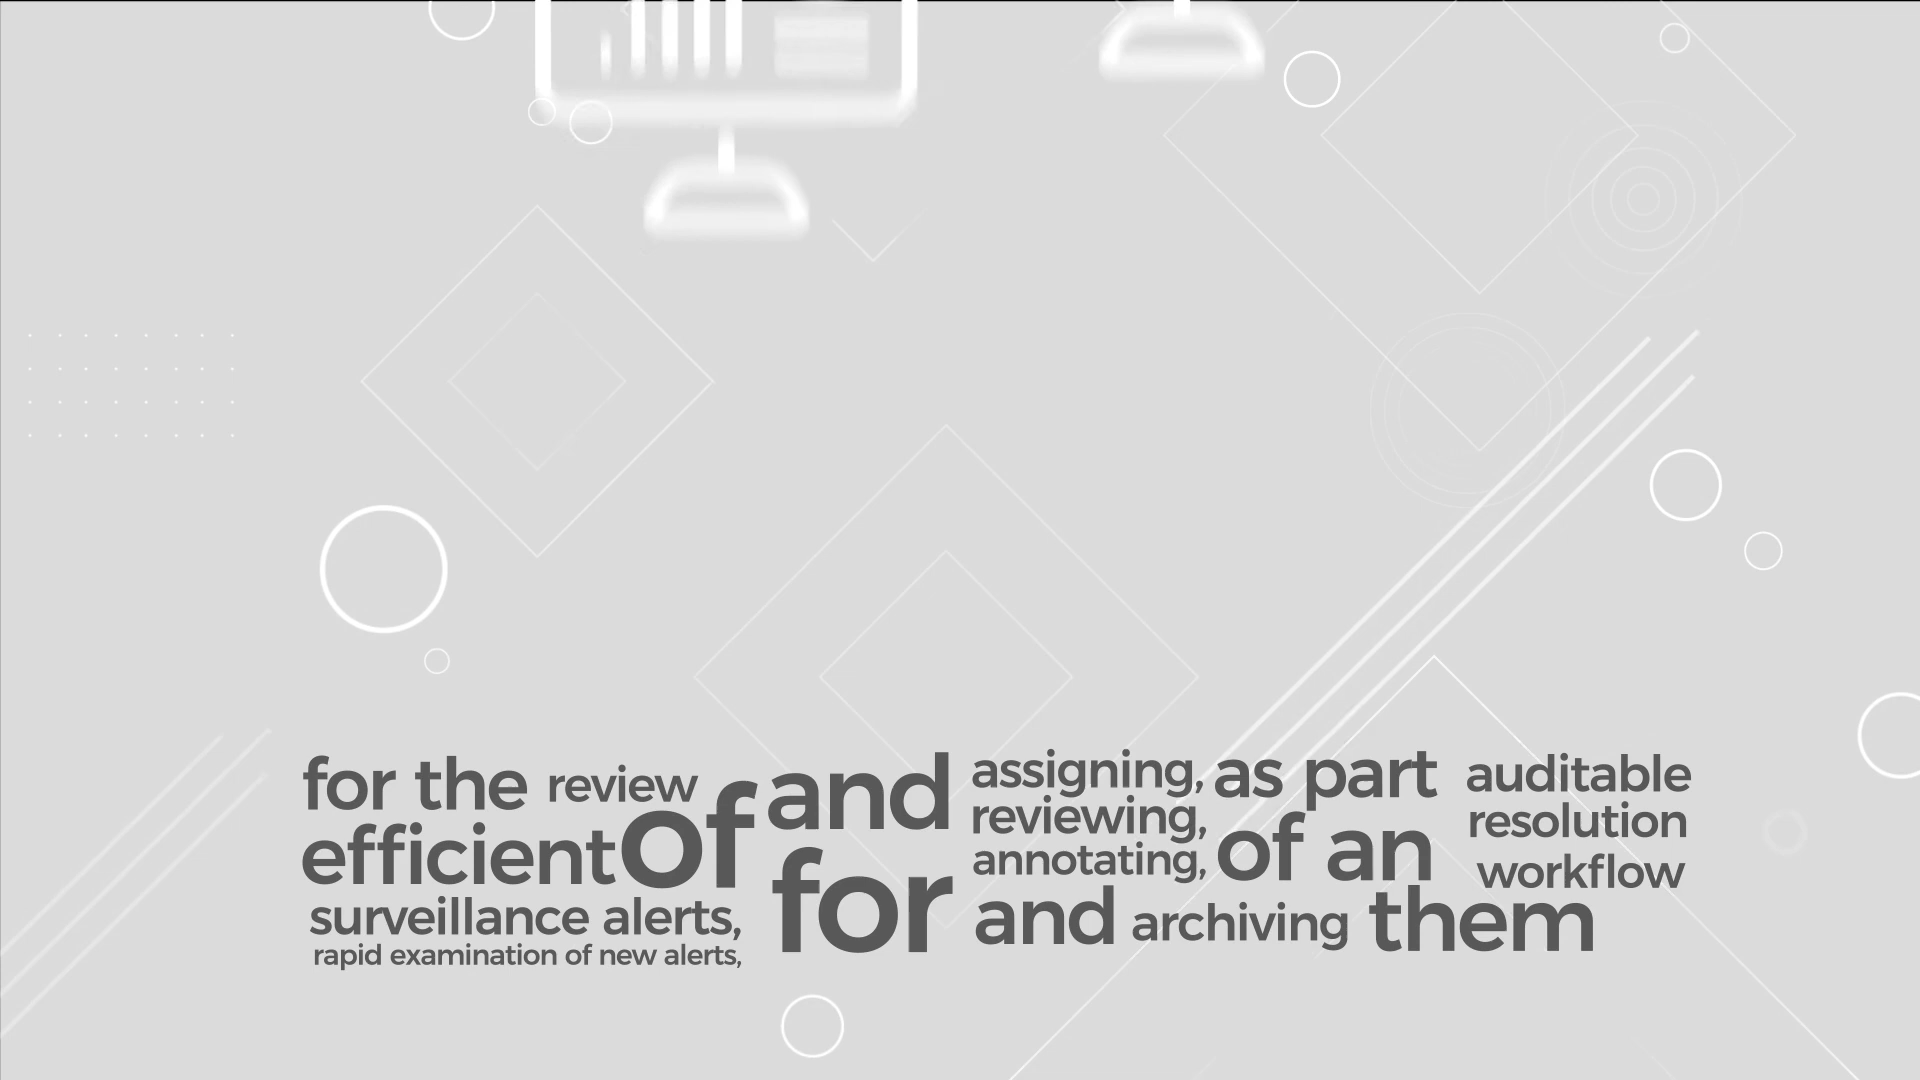 for the review
efficient of
surveillance alerts,
rapid examination of new alerts,
and
for
assigning,
reviewing,
annotating,
and archiving them
as part
of an
auditable
resolution
workflow